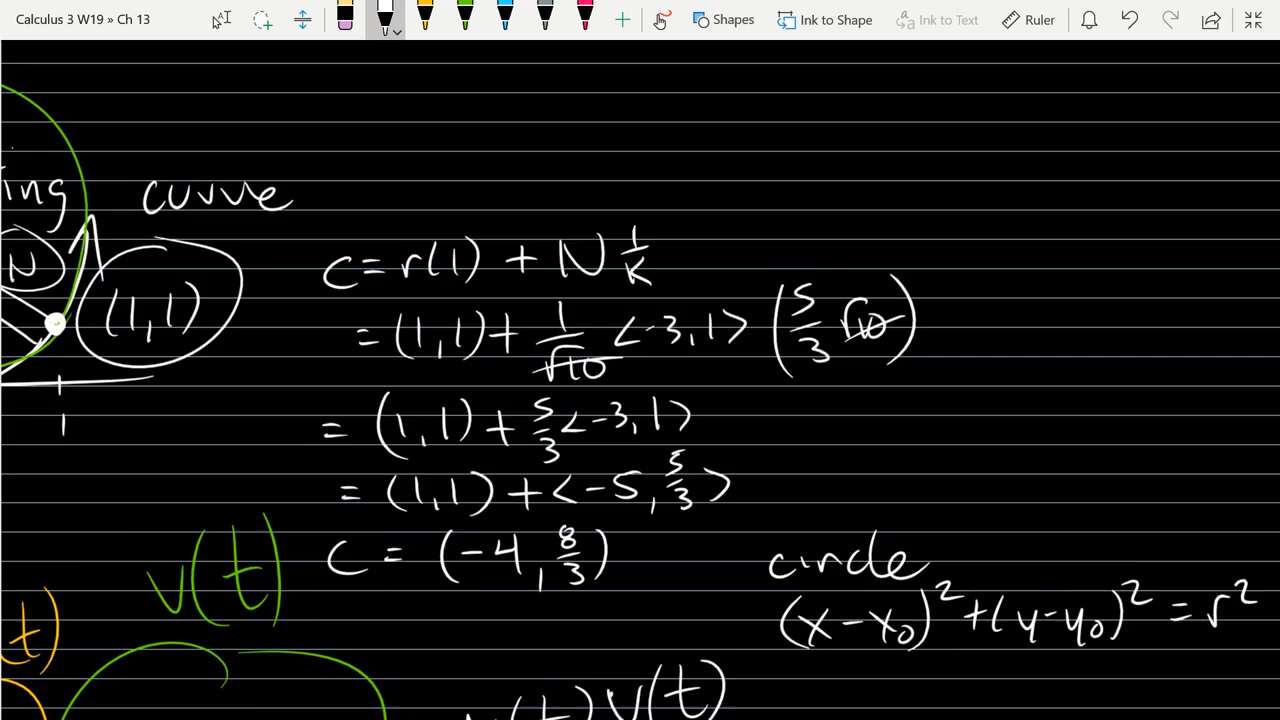 Calculus 3 W19 » Ch 13
Shapes
Ink to Shape
Ink to Text
Ruler
ing curve
N
(1,1)
1
C = r(1) + N 1/K
= (1,1) + 1/√10 <-3,1> (5/3 √10)
= (1,1) + 5/3 <-3,1>
= (1,1) + <-5, 5/3>
C = (-4, 8/3)
v(t)
t)
circle
(x-x₀)² + (y-y₀)² = r²
v(t)